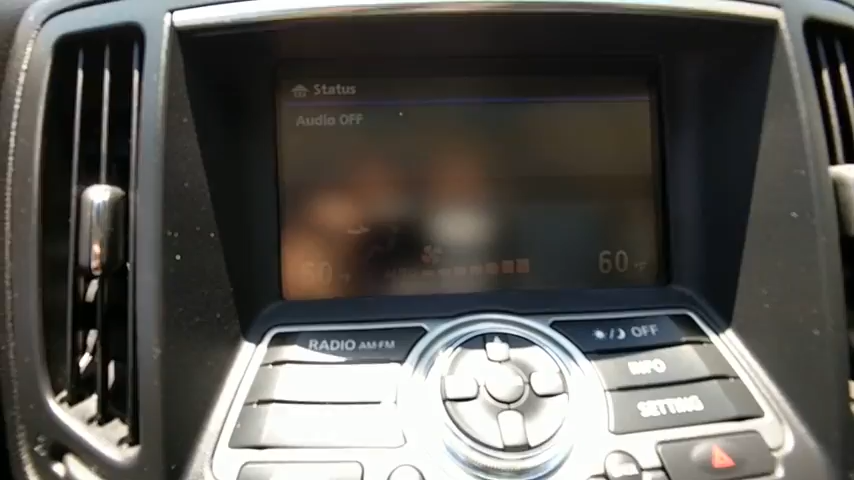 Status
Audio OFF
60 °F
60 °F
RADIO AM·FM
OFF
INFO
SETTING